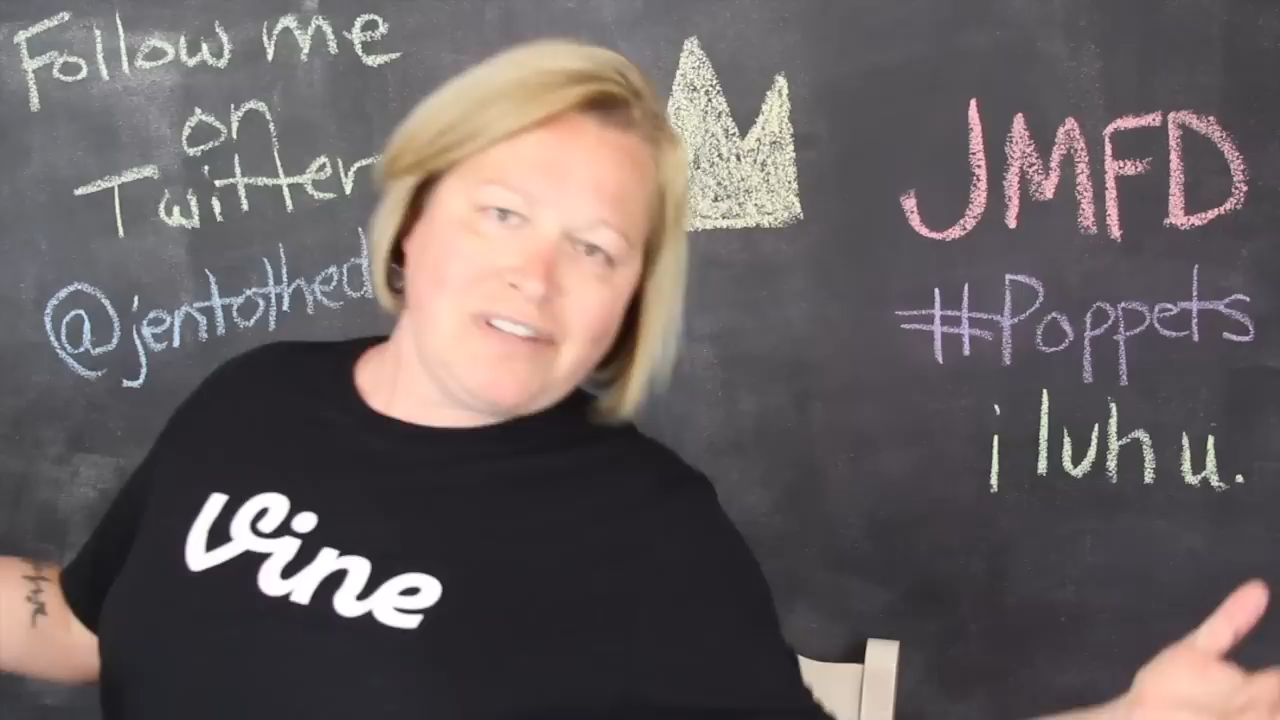 Follow me
on
Twitter
@jentothed
JMFD
#Poppets
i luh u.
Vine